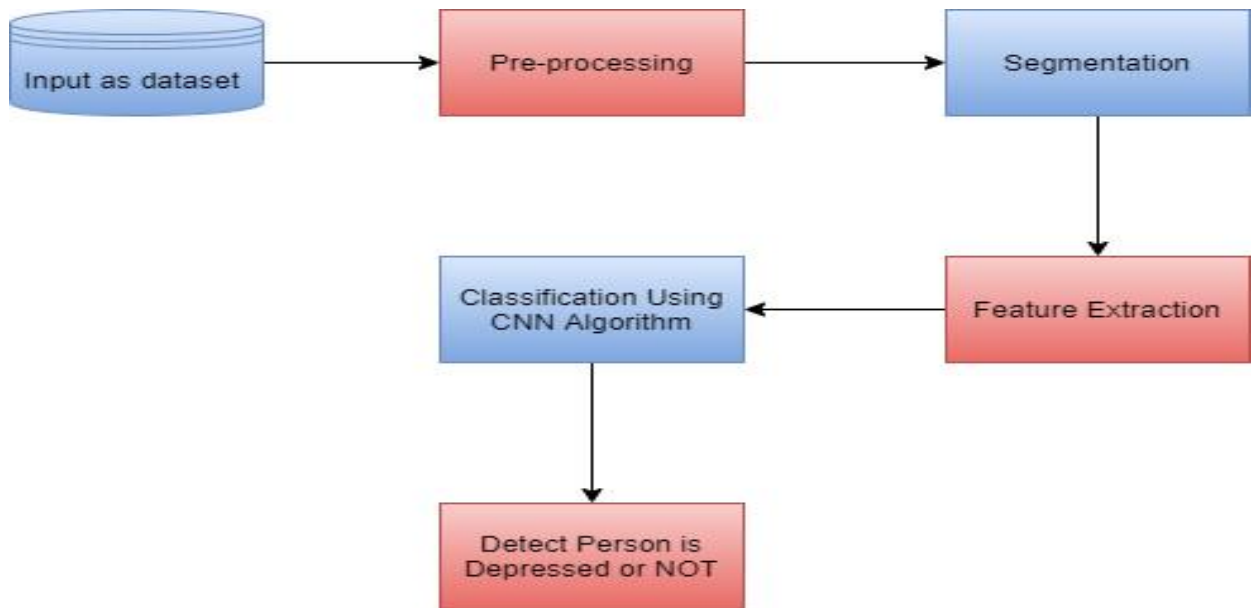 Input as dataset
Pre-processing
Segmentation
Feature Extraction
Classification Using
CNN Algorithm
Detect Person is
Depressed or NOT